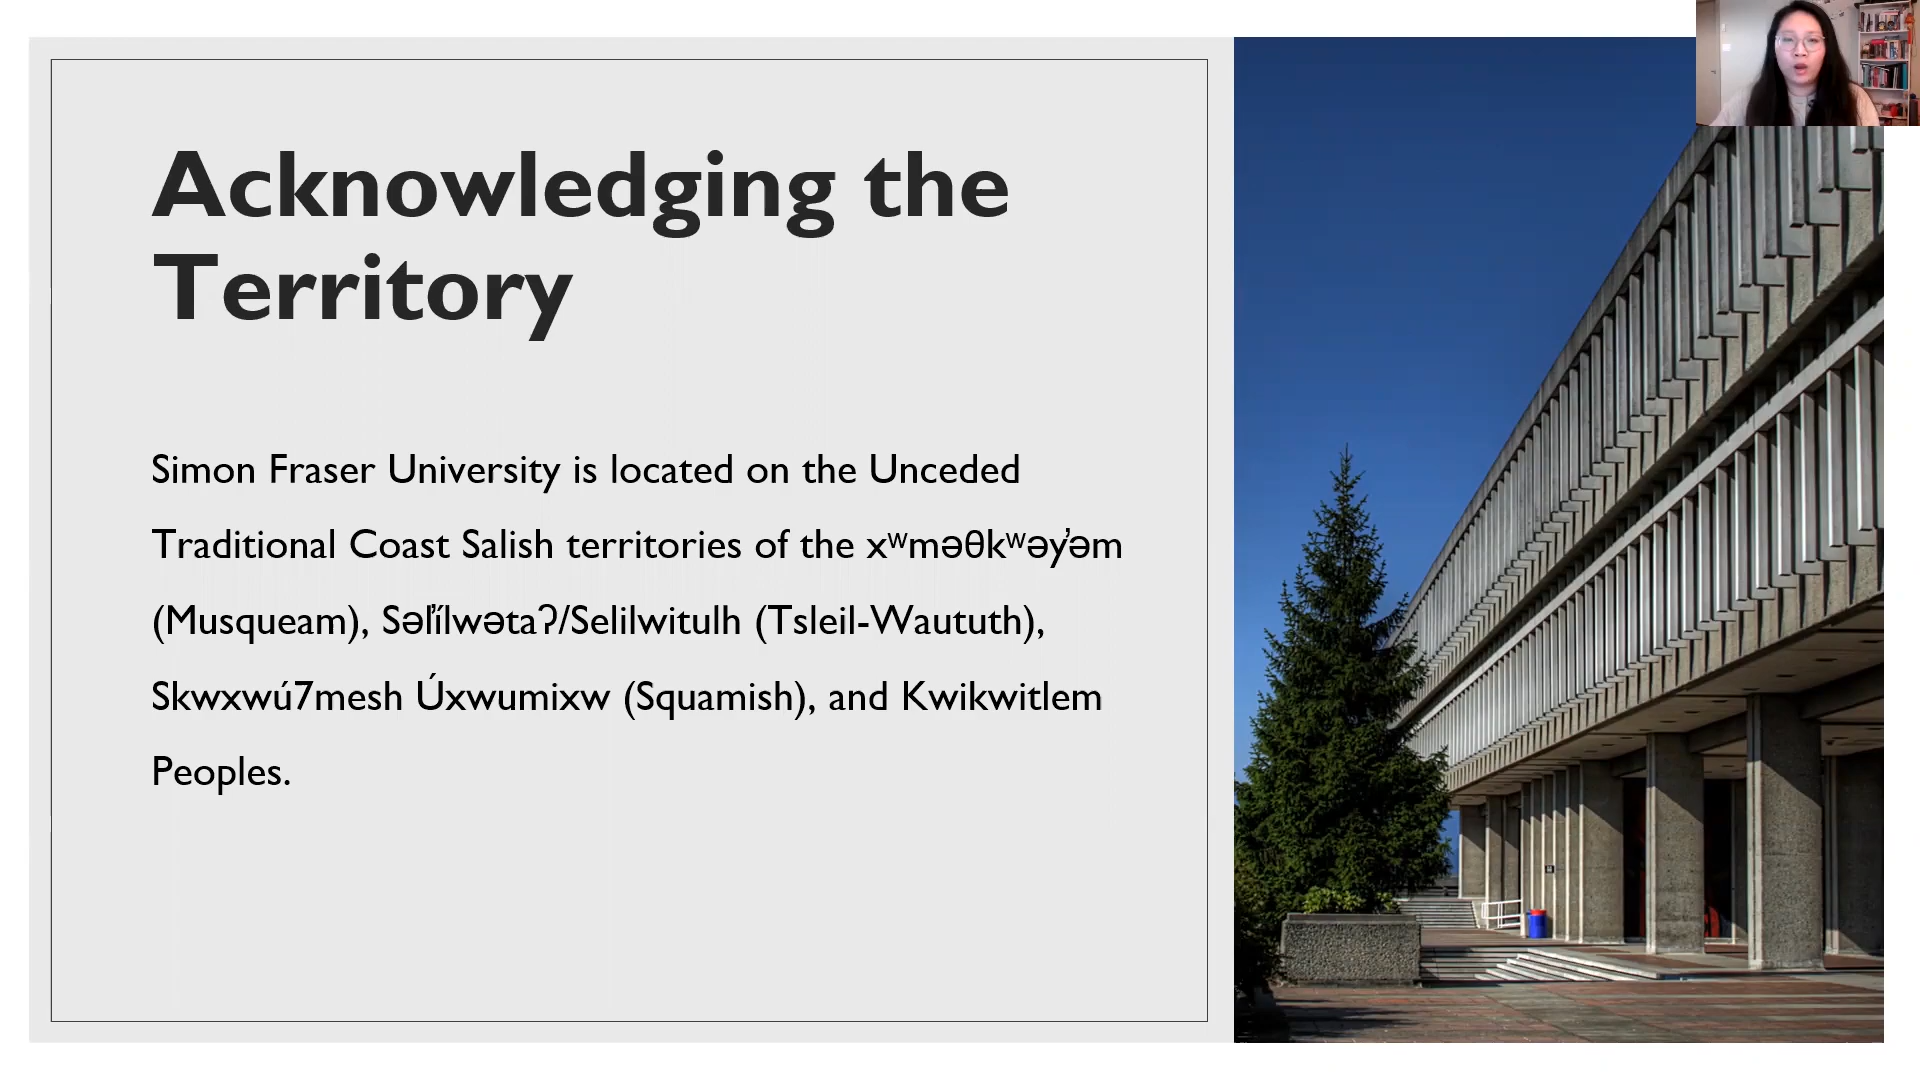 Acknowledging the
Territory
Simon Fraser University is located on the Unceded
Traditional Coast Salish territories of the xʷməθkʷəy̓əm
(Musqueam), Səl̓ílwətaʔ/Selilwitulh (Tsleil-Waututh),
Skwxwú7mesh Úxwumixw (Squamish), and Kwikwitlem
Peoples.